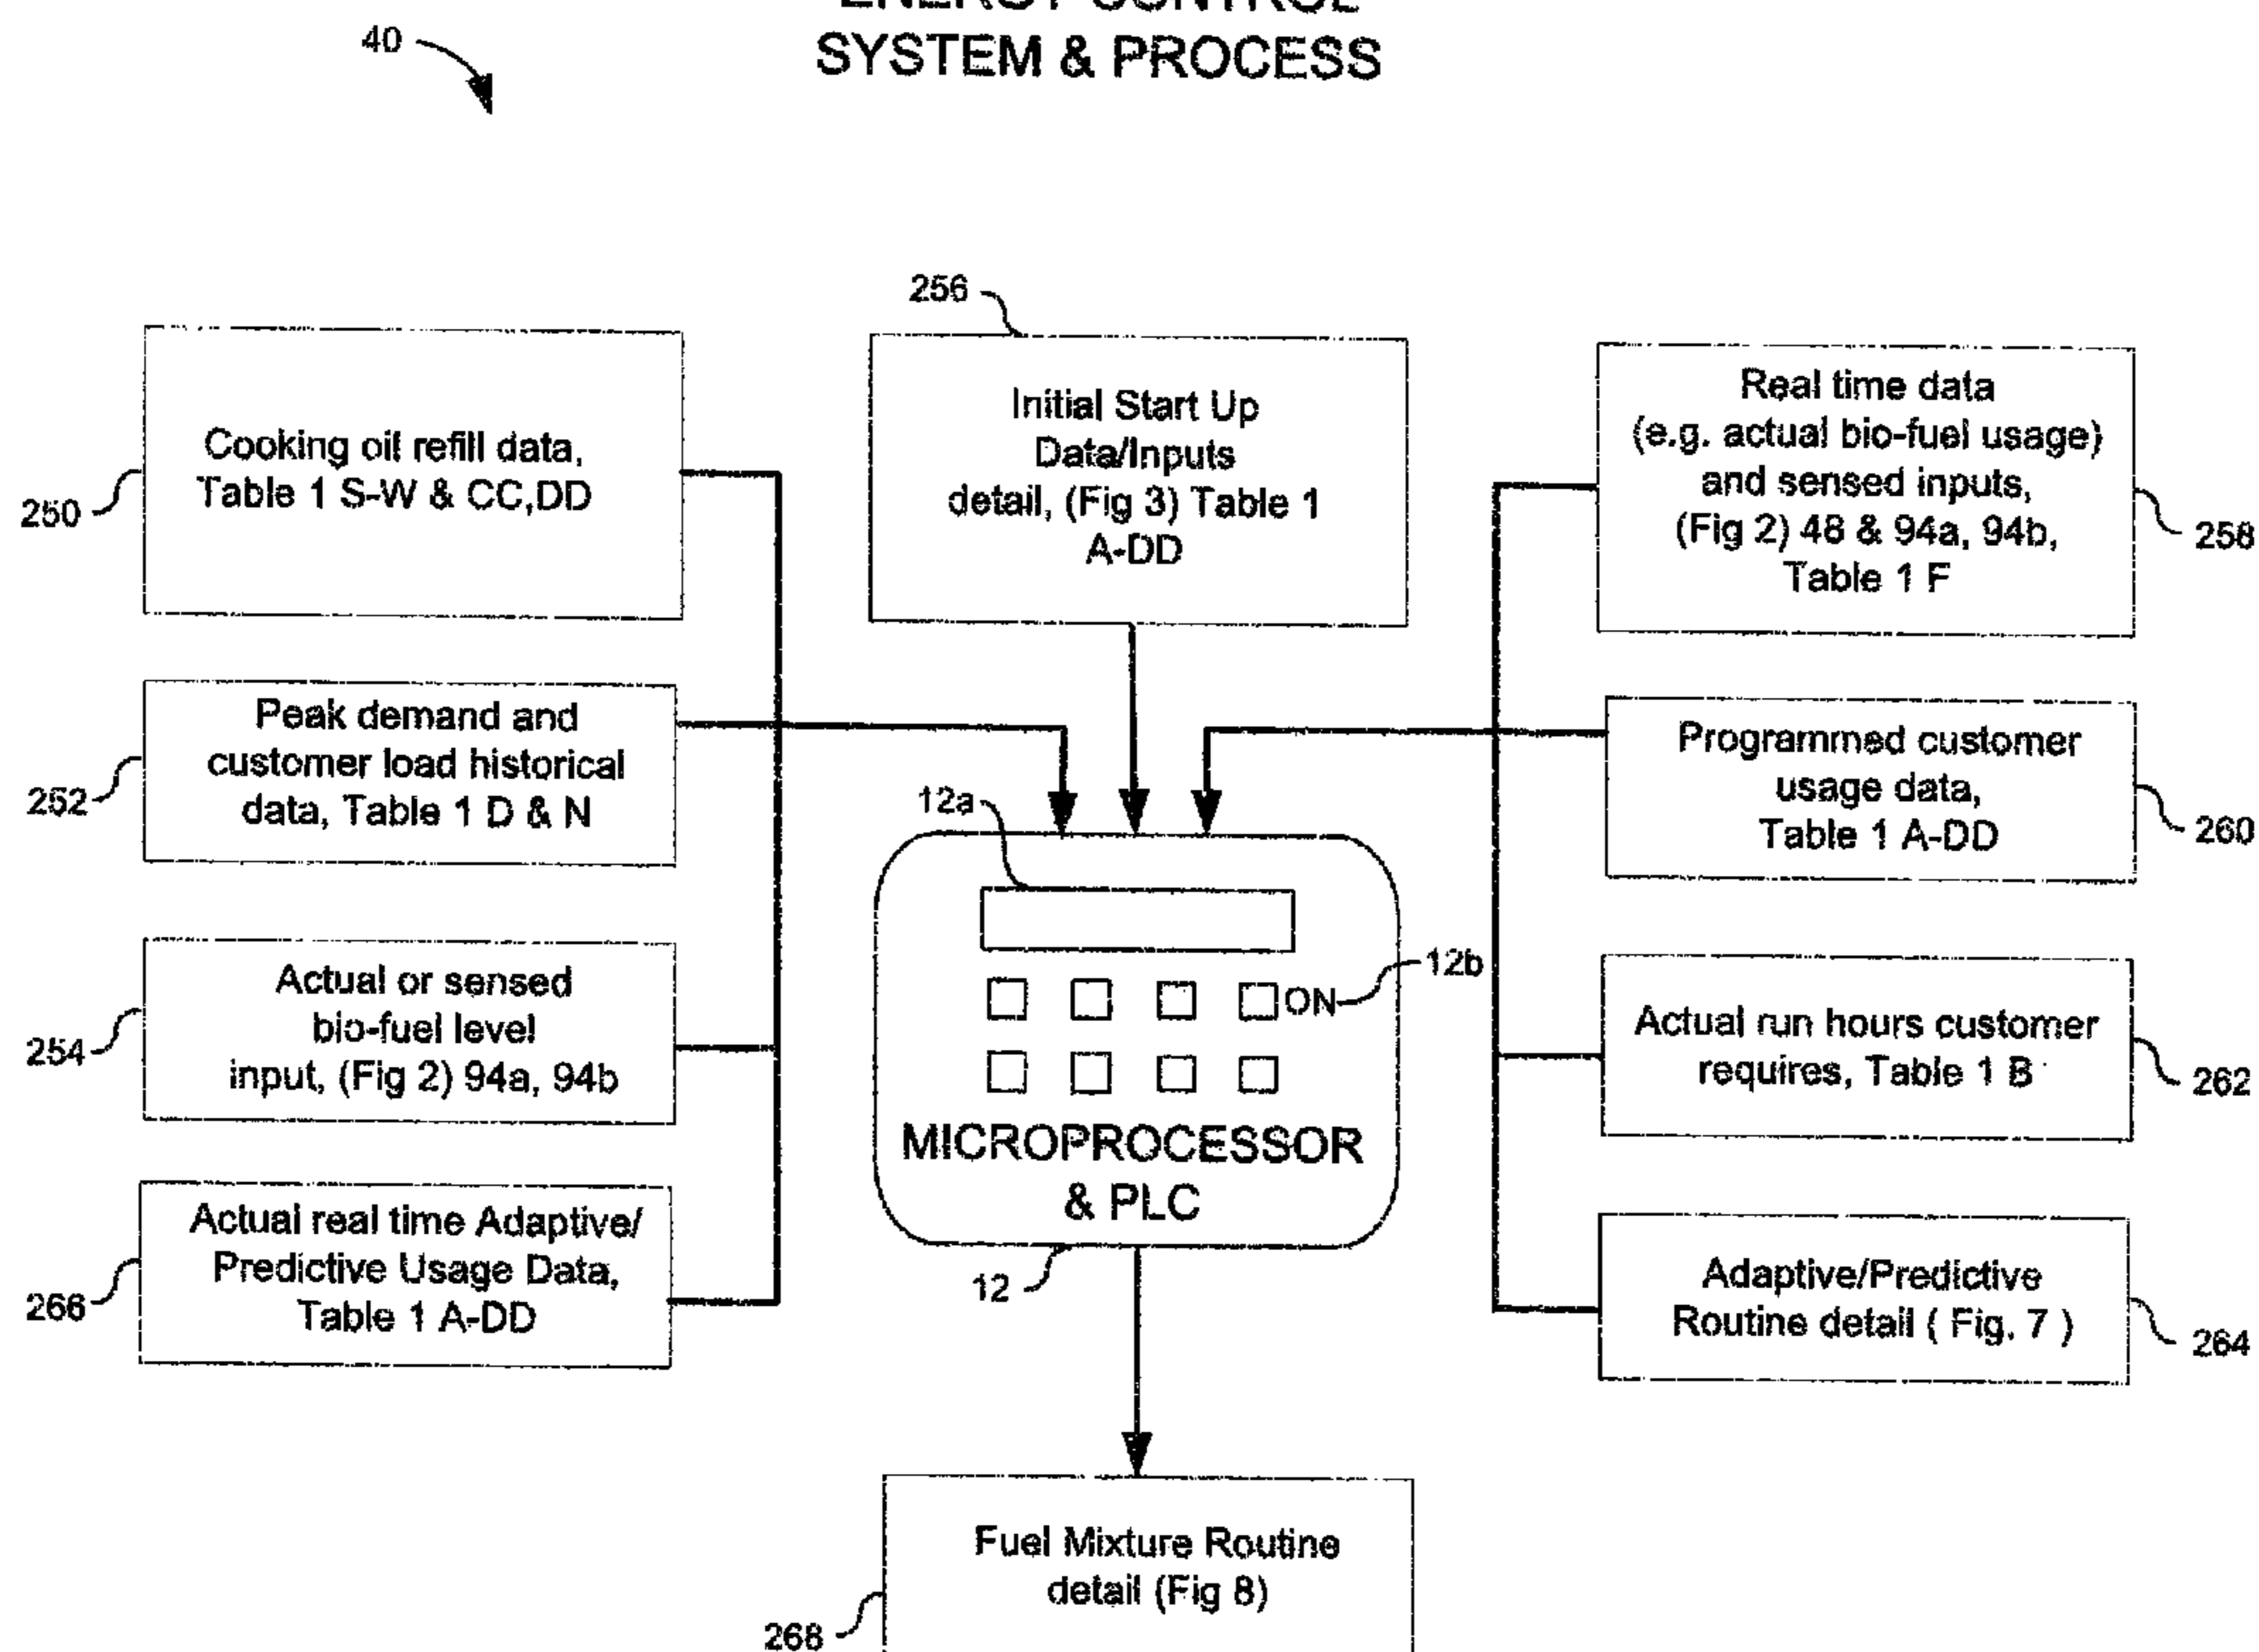 ENERGY CONTROL
SYSTEM & PROCESS
40
256
Cooking oil refill data,
Table 1 S-W & CC,DD
250
Initial Start Up
Data/Inputs
detail, (Fig 3) Table 1
A-DD
Real time data
(e.g. actual bio-fuel usage)
and sensed inputs,
(Fig 2) 48 & 94a, 94b,
Table 1 F
258
Peak demand and
customer load historical
data, Table 1 D & N
252
Programmed customer
usage data,
Table 1 A-DD
260
12a
Actual or sensed
bio-fuel level
input, (Fig 2) 94a, 94b
254
ON
12b
MICROPROCESSOR
& PLC
12
Actual run hours customer
requires, Table 1 B
262
Actual real time Adaptive/
Predictive Usage Data,
Table 1 A-DD
266
Adaptive/Predictive
Routine detail ( Fig. 7 )
264
Fuel Mixture Routine
detail (Fig 8)
268